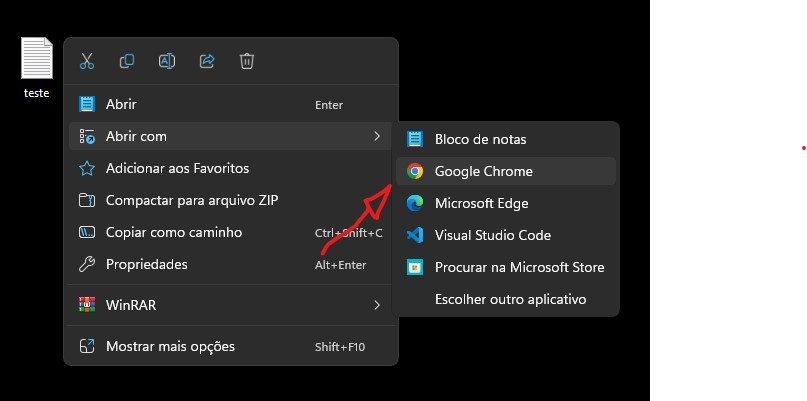 teste
Abrir Enter
Abrir com
Adicionar aos Favoritos
Compactar para arquivo ZIP
Copiar como caminho Ctrl+Shift+C
Propriedades Alt+Enter
WinRAR
Mostrar mais opções Shift+F10
Bloco de notas
Google Chrome
Microsoft Edge
Visual Studio Code
Procurar na Microsoft Store
Escolher outro aplicativo